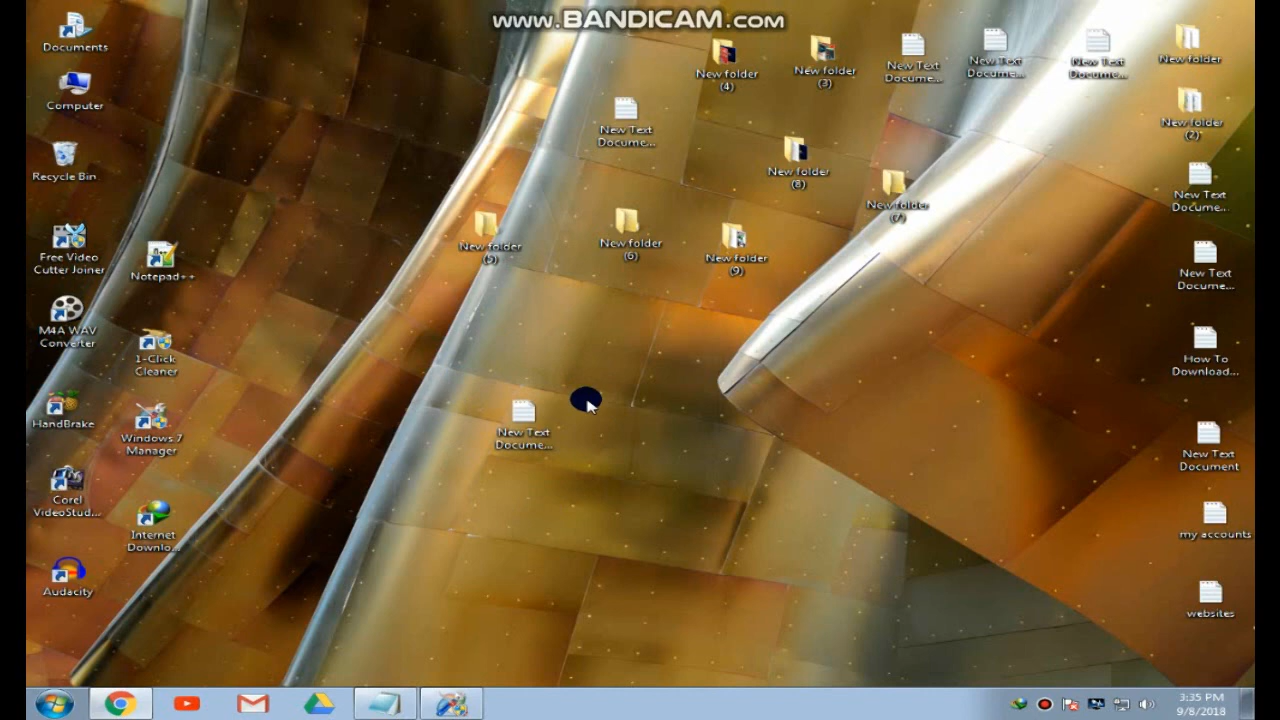 www.BANDICAM.com
Documents
Computer
Recycle Bin
Free Video
Cutter Joiner
Notepad++
M4A WAV
Converter
1-Click
Cleaner
HandBrake
Windows 7
Manager
Corel
VideoStud...
Internet
Downlo...
Audacity
New folder
(4)
New folder
(3)
New Text
Docume...
New Text
Docume...
New Text
Docume...
New folder
New Text
Docume...
New folder
(2)
New folder
(8)
New folder
(7)
New Text
Docume...
New folder
(5)
New folder
(6)
New folder
(9)
New Text
Docume...
How To
Download...
New Text
Docume...
New Text
Document
my accounts
websites
3:35 PM
9/8/2018